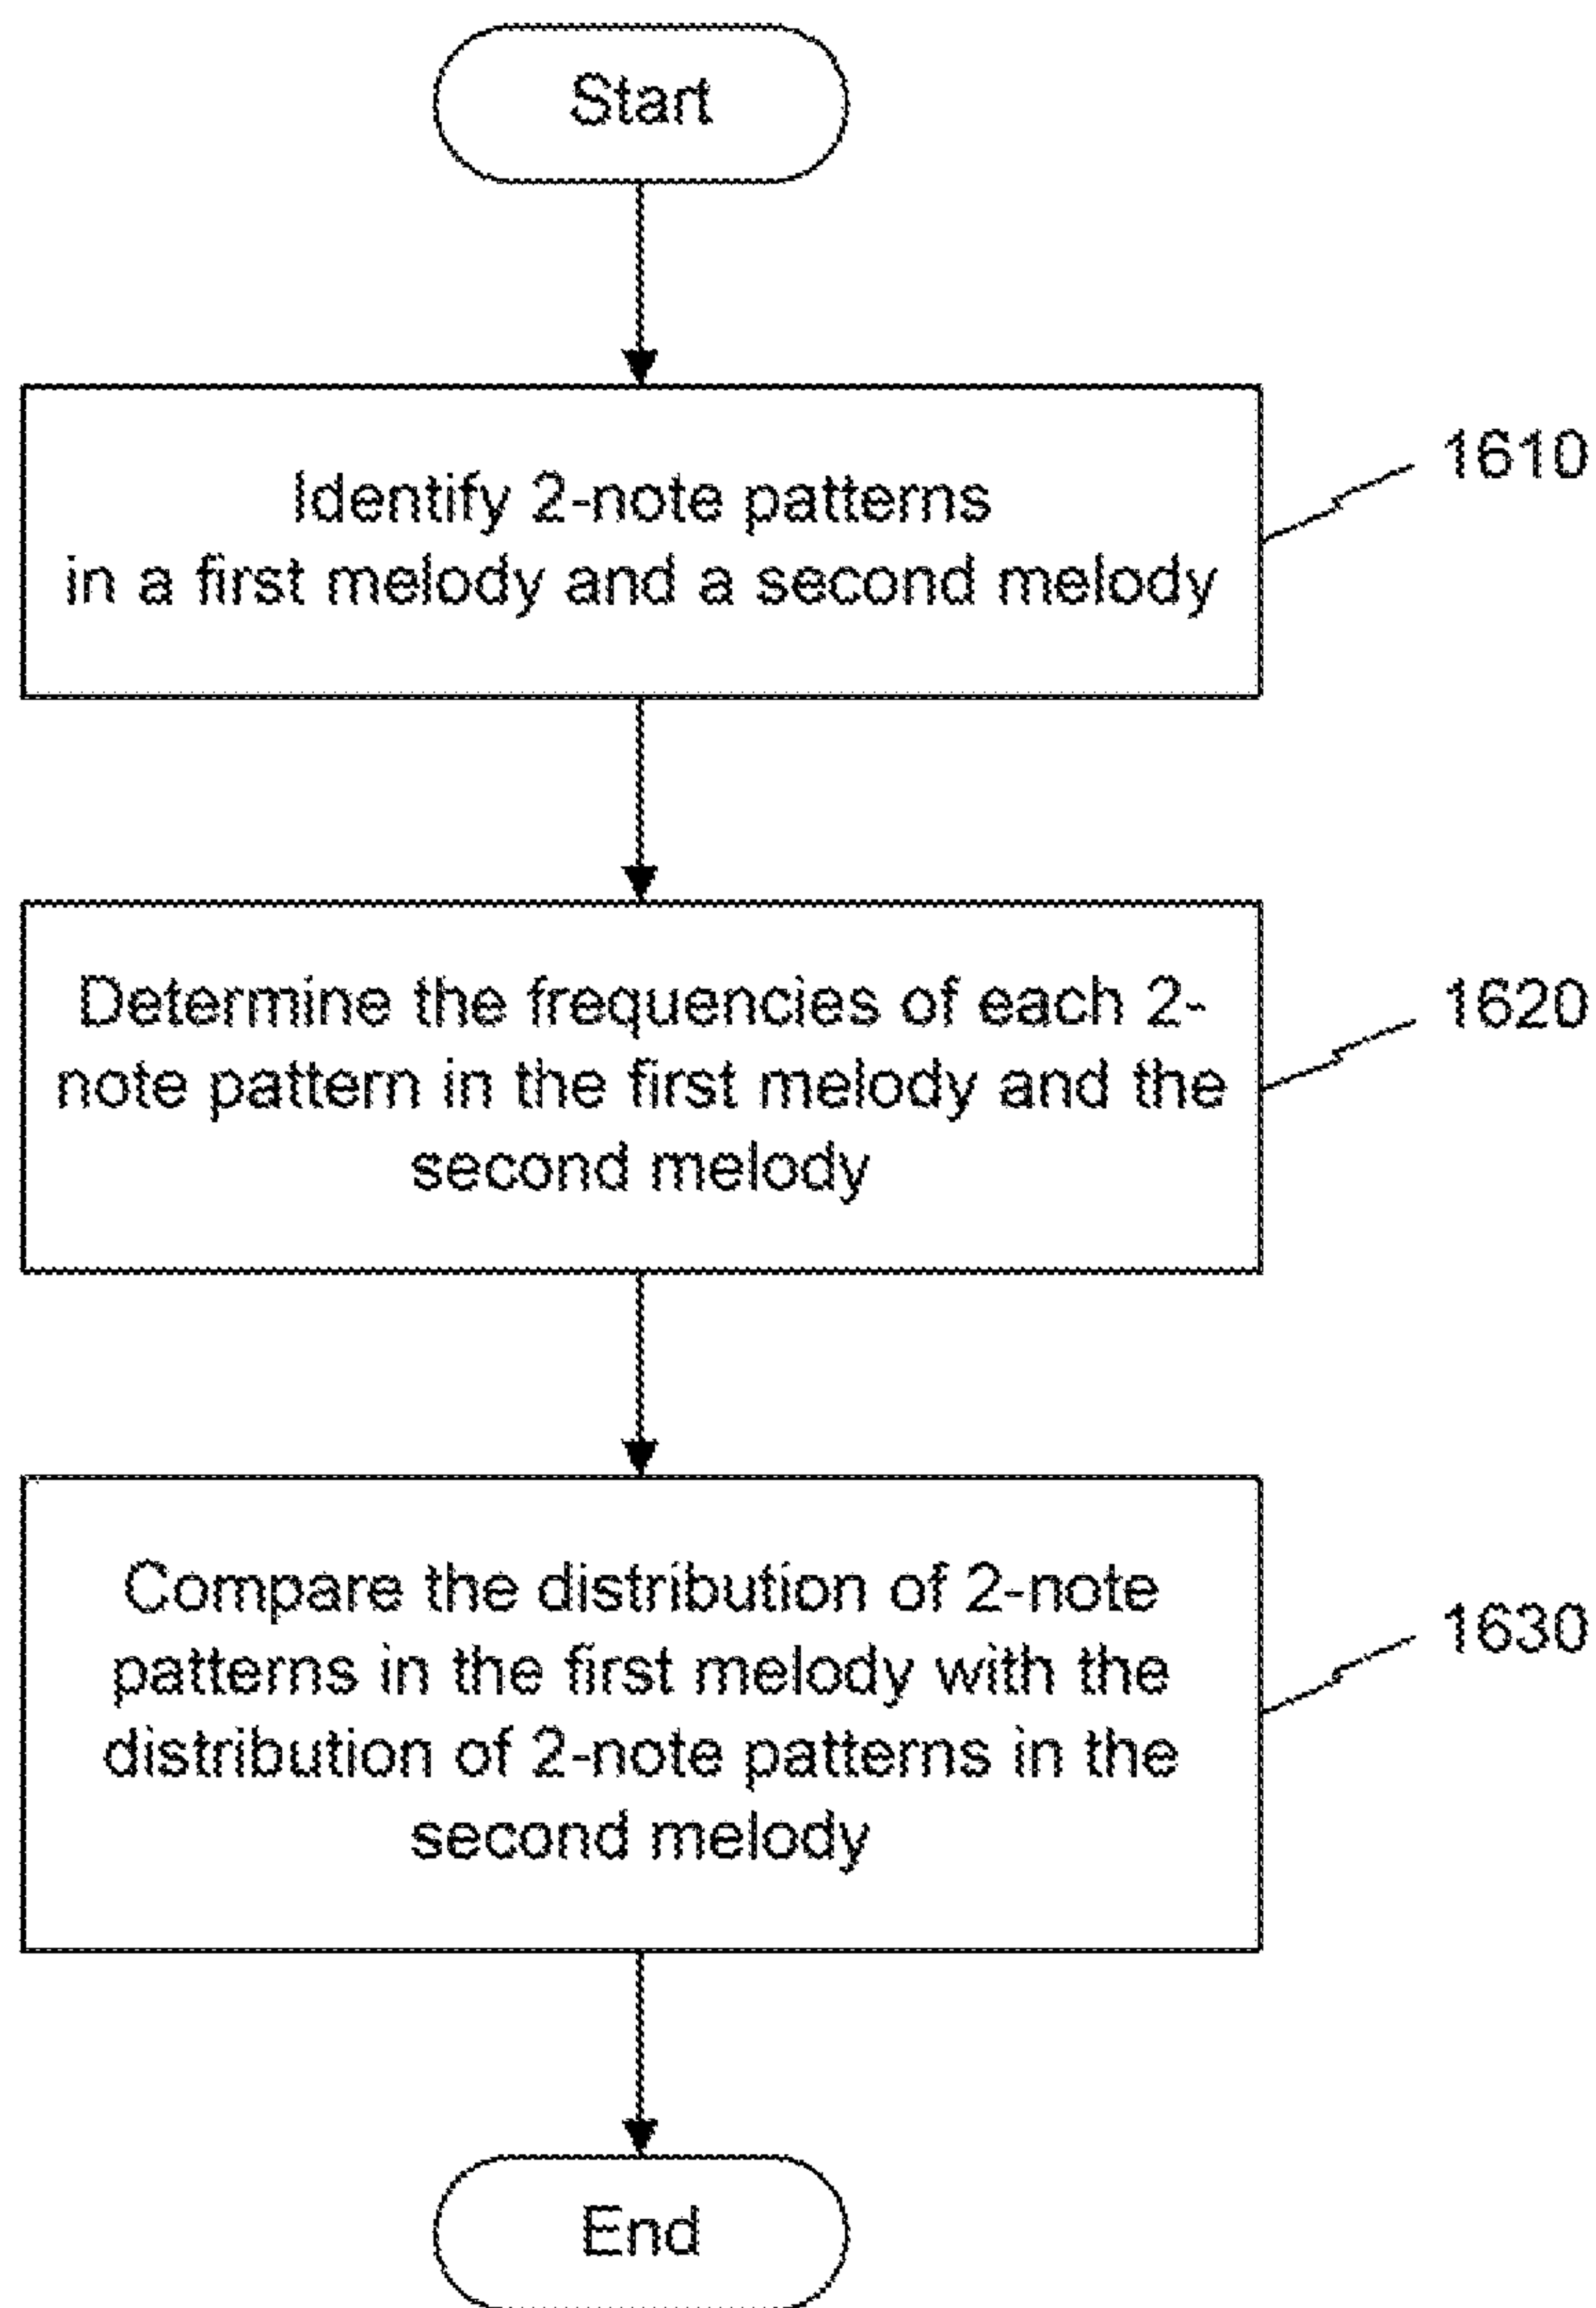 Start
Identify 2-note patterns
in a first melody and a second melody
1610
Determine the frequencies of each 2-
note pattern in the first melody and the
second melody
1620
Compare the distribution of 2-note
patterns in the first melody with the
distribution of 2-note patterns in the
second melody
1630
End